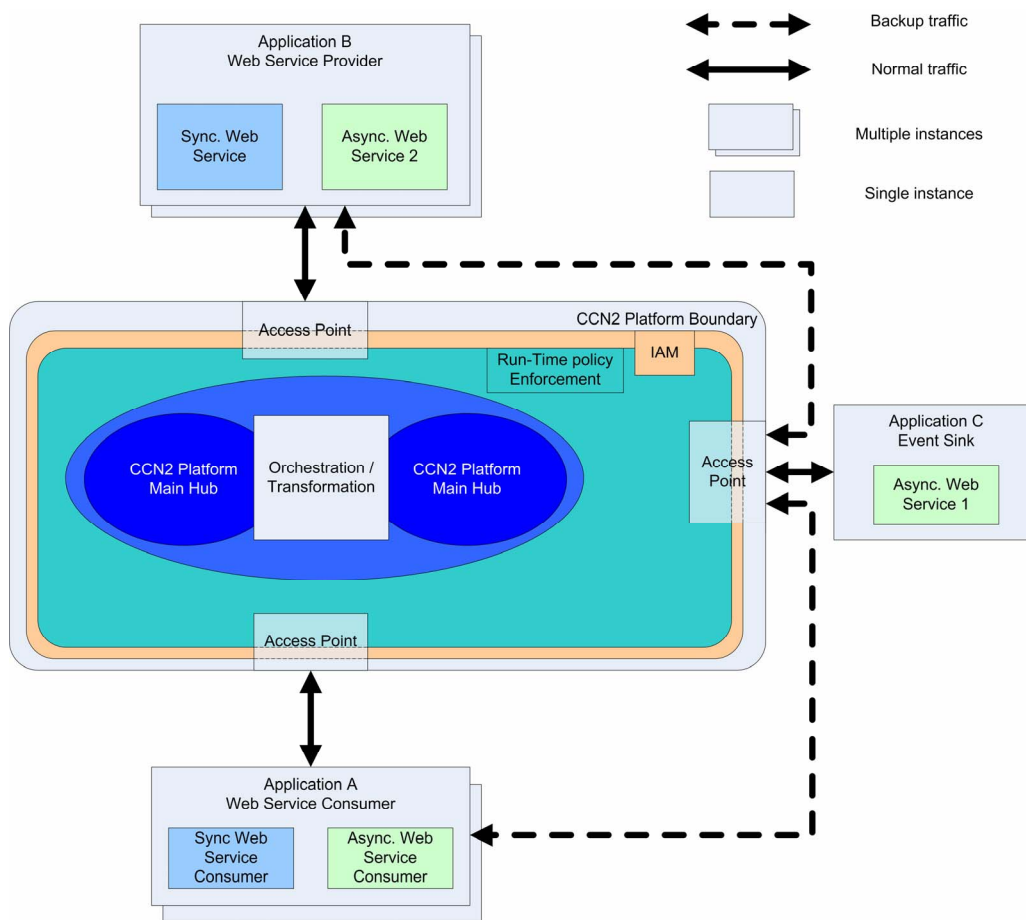 Application B
Web Service Provider
Sync. Web
Service
Async. Web
Service 2
Backup traffic
Normal traffic
Multiple instances
Single instance
Access Point
CCN2 Platform Boundary
IAM
Run-Time policy
Enforcement
CCN2 Platform
Main Hub
Orchestration /
Transformation
CCN2 Platform
Main Hub
Access
Point
Application C
Event Sink
Async. Web
Service 1
Access Point
Application A
Web Service Consumer
Sync Web
Service
Consumer
Async. Web
Service
Consumer